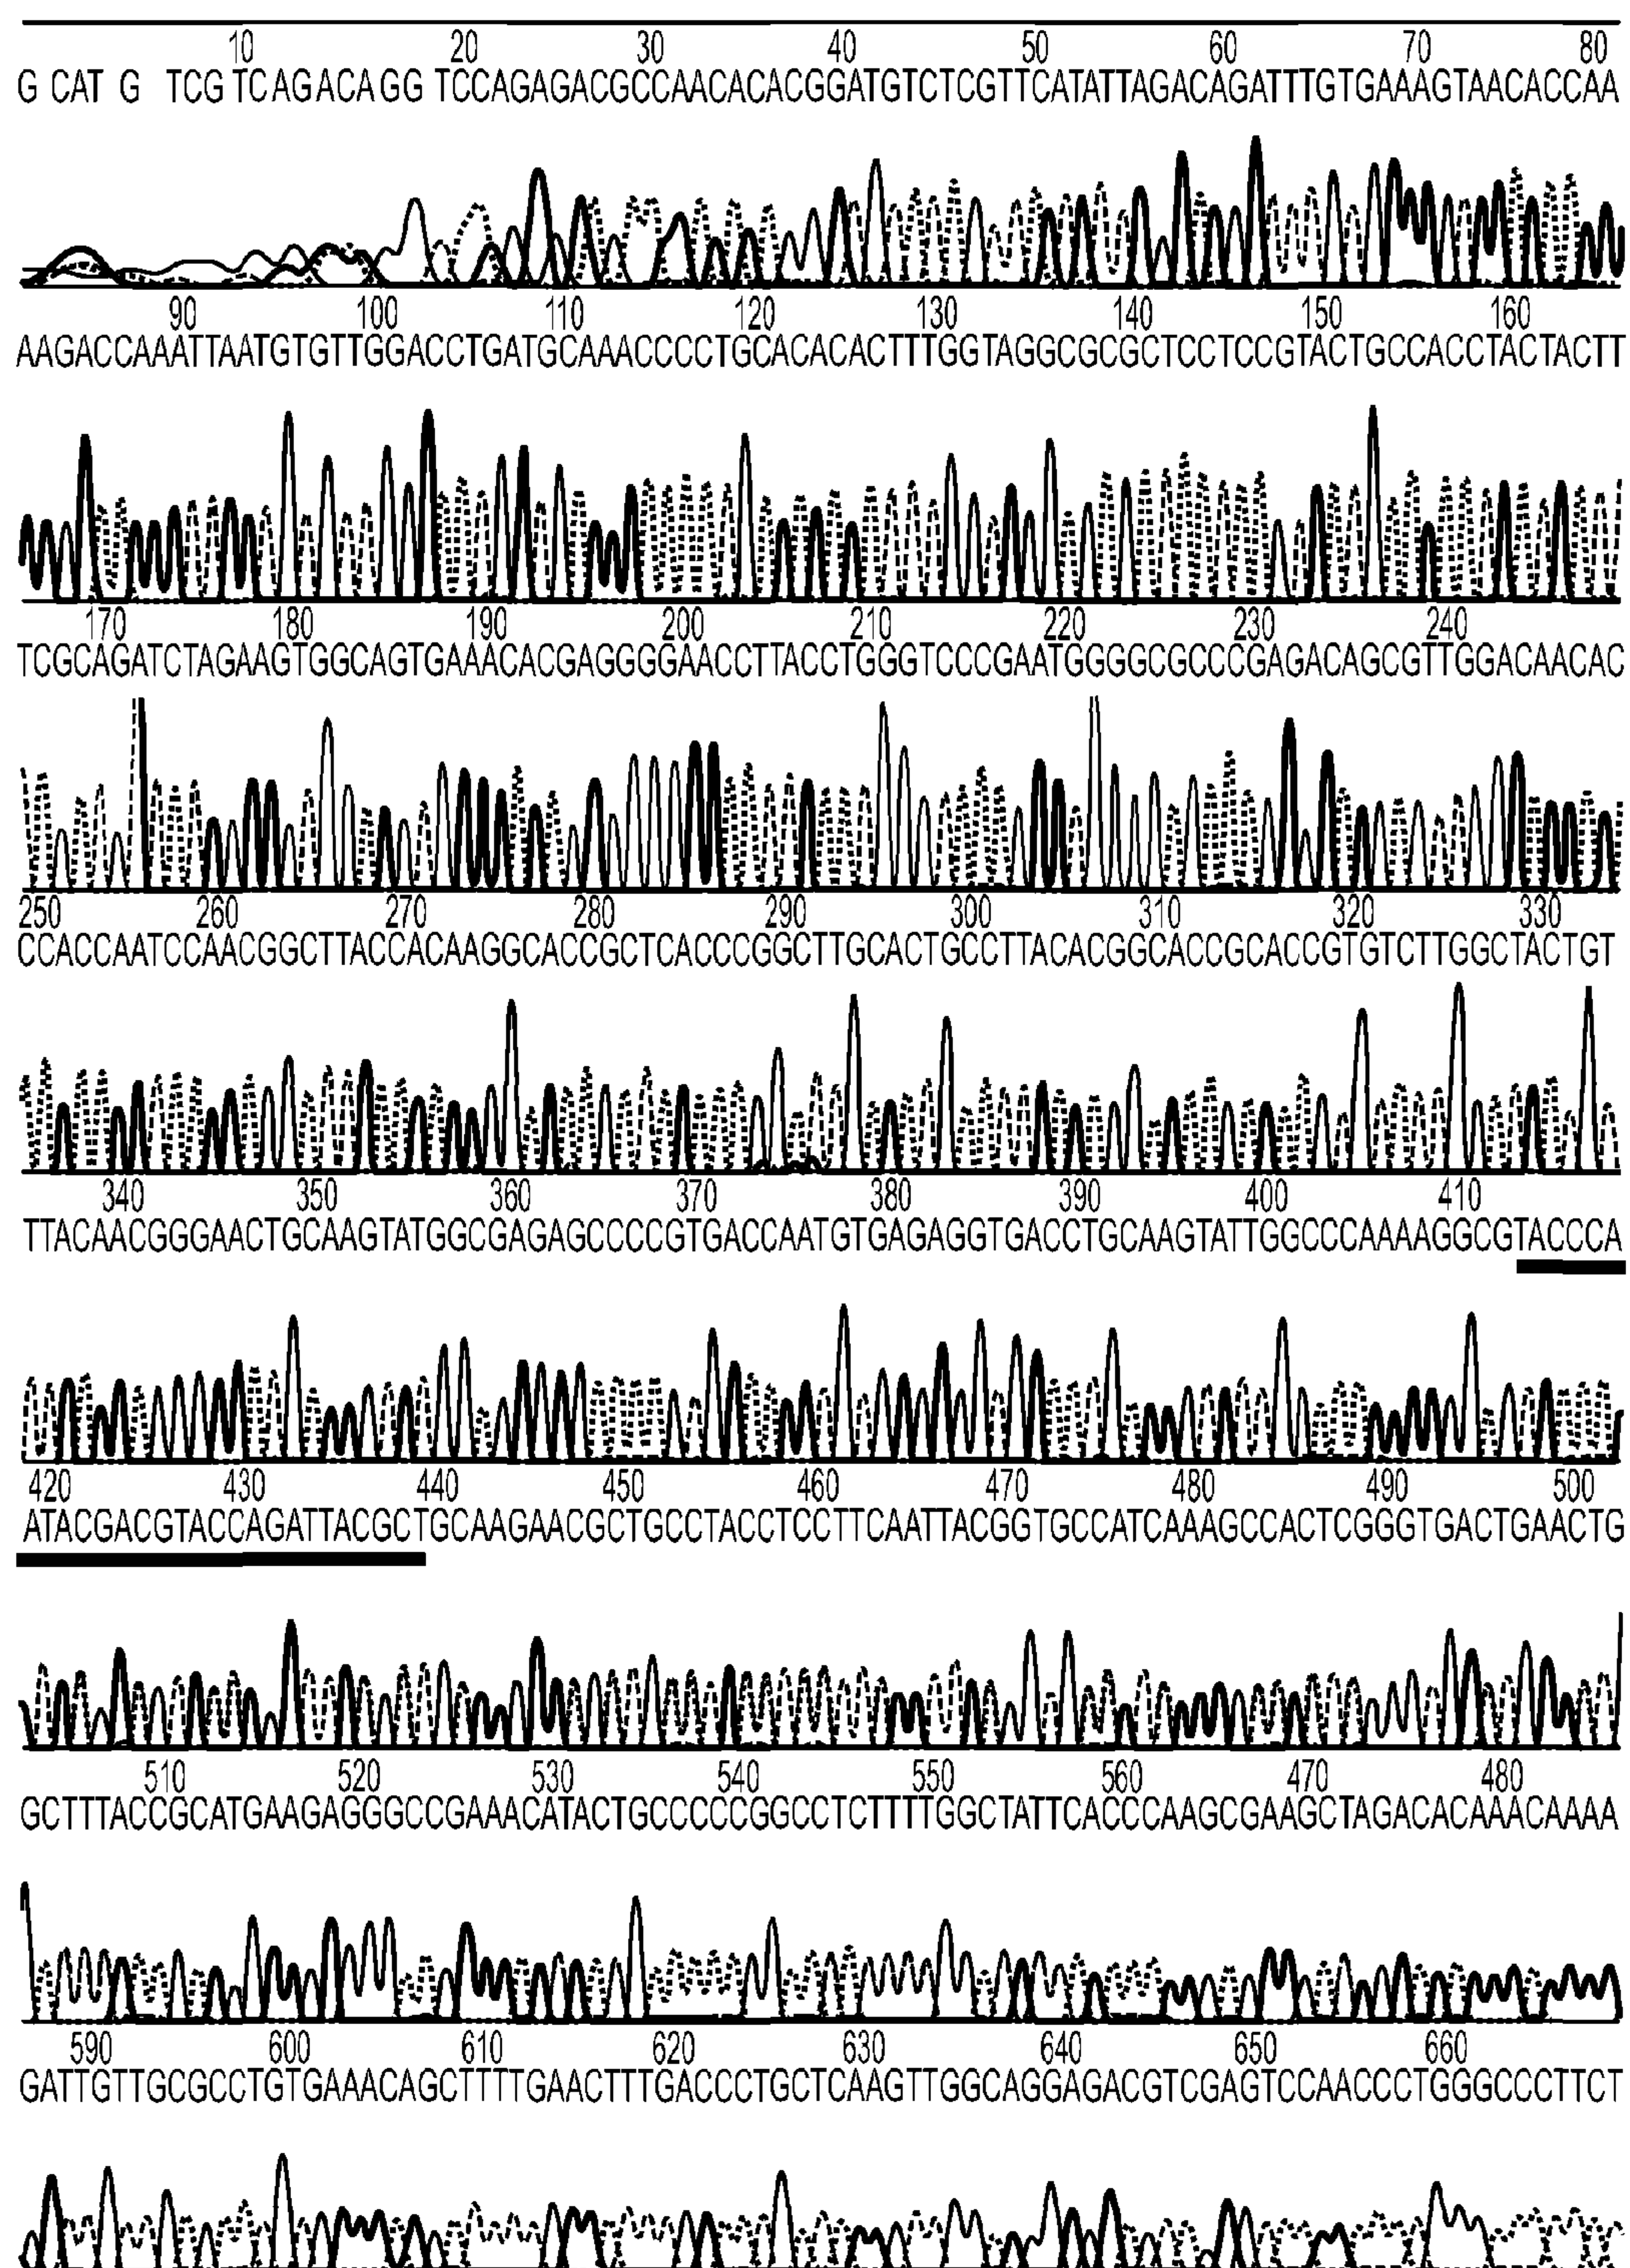 10 20 30 40 50 60 70 80
G CAT G TCG TCAGACAGG TCCAGAGACGCCAACACACGGATGTCTCGTTCATATTAGACAGATTTGTGAAAGTAACACCAA
90 100 110 120 130 140 150 160
AAGACCAAATTAATGTGTTGGACCTGATGCAAACCCCTGCACACACTTTGGTAGGCGCGCTCCTCCGTACTGCCACCTACTACTT
170 180 190 200 210 220 230 240
TCGCAGATCTAGAAGTGGCAGTGAAACACGAGGGGAACCTTACCTGGGTCCCGAATGGGGCGCCCGAGACAGCGTTGGACAACAC
250 260 270 280 290 300 310 320 330
CCACCAATCCAACGGCTTACCACAAGGCACCGCTCACCCGGCTTGCACTGCCTTACACGGCACCGCACCGTGTCTTGGCTACTGT
340 350 360 370 380 390 400 410
TTACAACGGGAACTGCAAGTATGGCGAGAGCCCCGTGACCAATGTGAGAGGTGACCTGCAAGTATTGGCCCAAAAGGCGTACCCA
420 430 440 450 460 470 480 490 500
ATACGACGTACCAGATTACGCTGCAAGAACGCTGCCTACCTCCTTCAATTACGGTGCCATCAAAGCCACTCGGGTGACTGAACTG
510 520 530 540 550 560 470 480
GCTTTACCGCATGAAGAGGGCCGAAACATACTGCCCCCGGCCTCTTTTGGCTATTCACCCAAGCGAAGCTAGACACAAACAAAA
590 600 610 620 630 640 650 660
GATTGTTGCGCCTGTGAAACAGCTTTTGAACTTTGACCCTGCTCAAGTTGGCAGGAGACGTCGAGTCCAACCCTGGGCCCTTCT